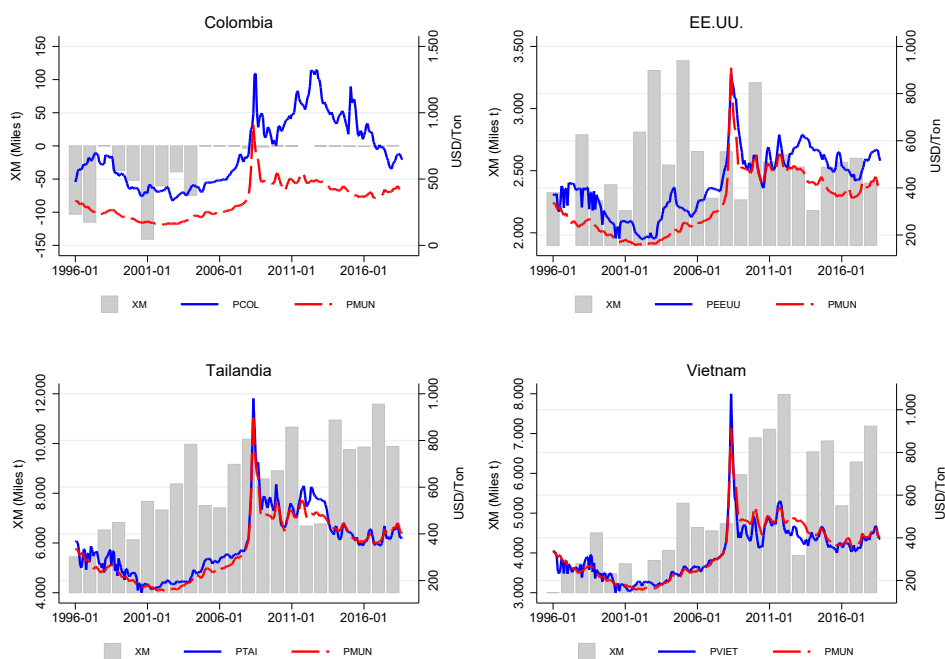 Colombia
XM (Miles t)
150
100
50
0
-50
-100
-150
1.500
1.000
500
0
USD/Ton
1996-01 2001-01 2006-01 2011-01 2016-01
XM PCOL PMUN
EE.UU.
XM (Miles t)
3.500
3.000
2.500
2.000
1.000
800
600
400
200
USD/Ton
1996-01 2001-01 2006-01 2011-01 2016-01
XM PEEUU PMUN
Tailandia
XM (Miles t)
12.000
10.000
8.000
6.000
4.000
1.000
800
600
400
200
USD/Ton
1996-01 2001-01 2006-01 2011-01 2016-01
XM PTAI PMUN
Vietnam
XM (Miles t)
8.000
7.000
6.000
5.000
4.000
3.000
1.000
800
600
400
200
USD/Ton
1996-01 2001-01 2006-01 2011-01 2016-01
XM PVIET PMUN